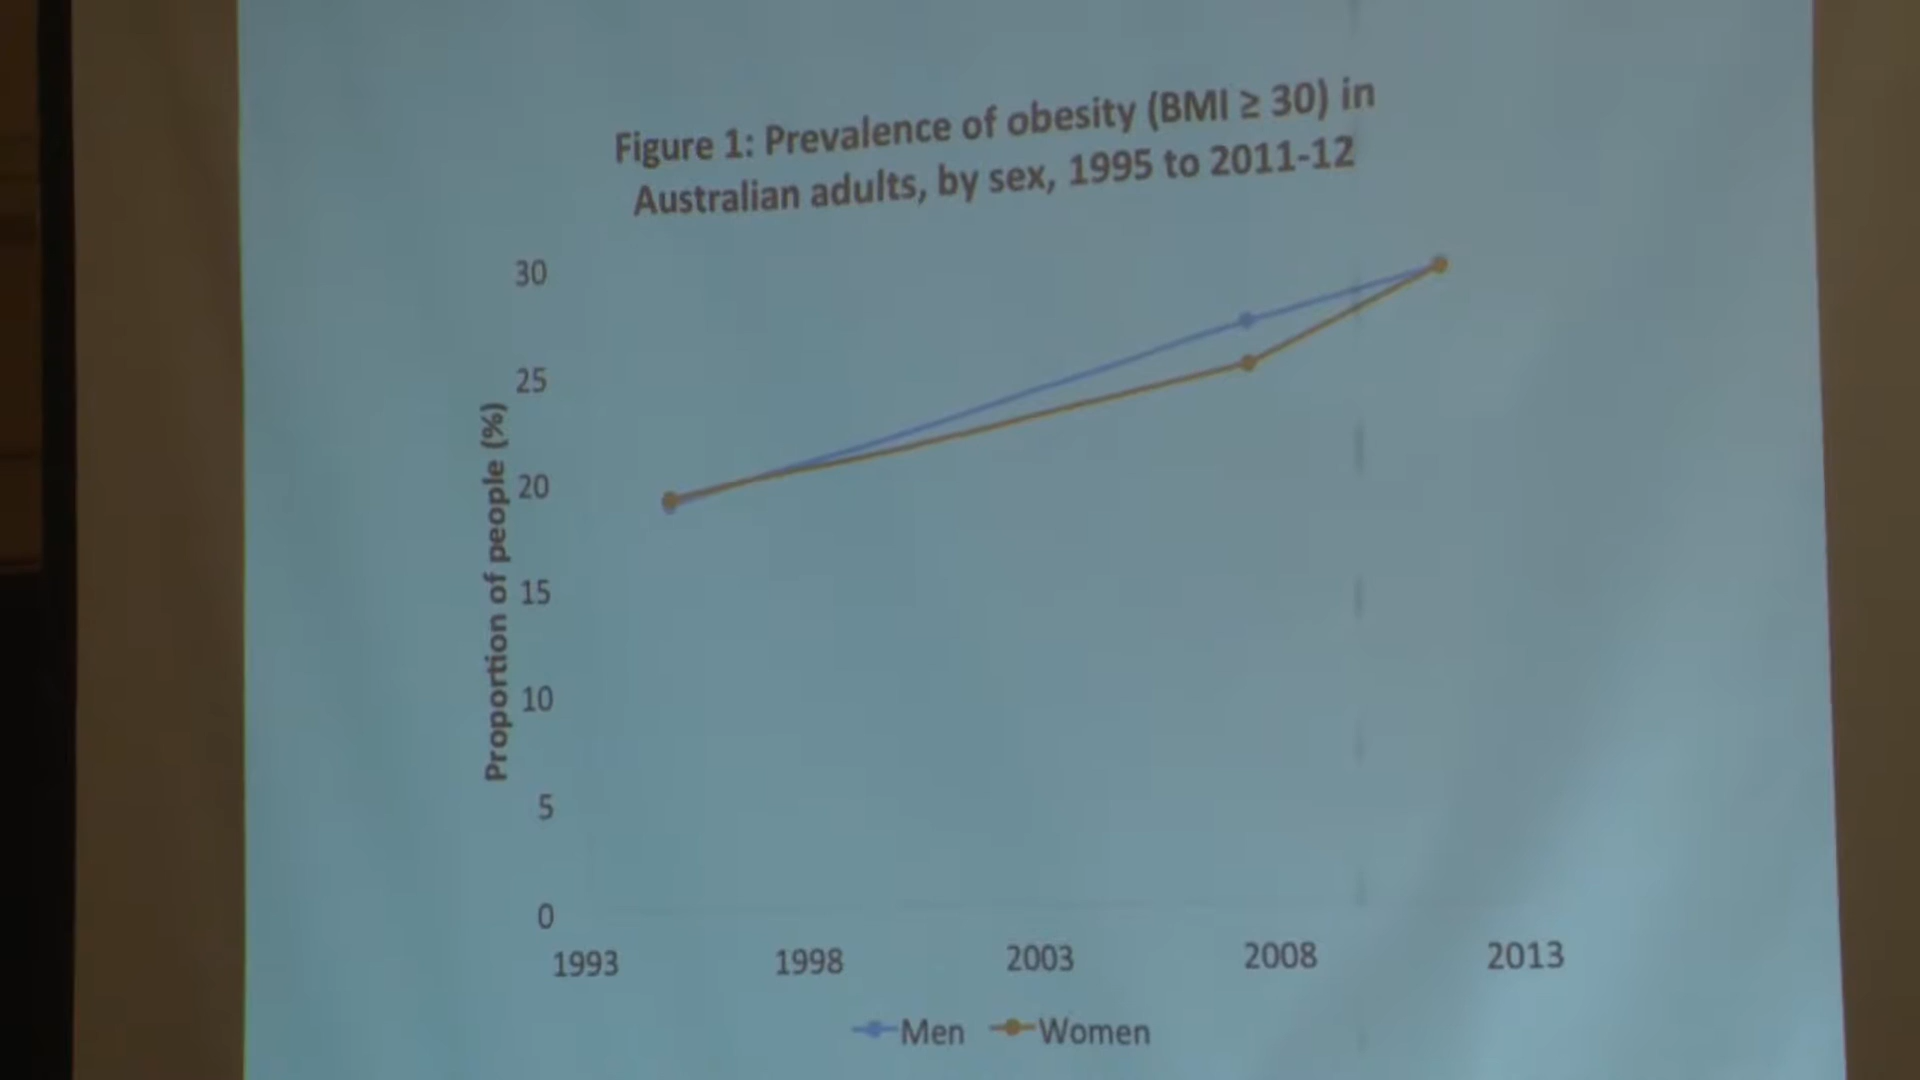 Figure 1: Prevalence of obesity (BMI ≥ 30) in
Australian adults, by sex, 1995 to 2011-12
30
25
20
15
10
5
0
Proportion of people (%)
1993 1998 2003 2008 2013
Men Women